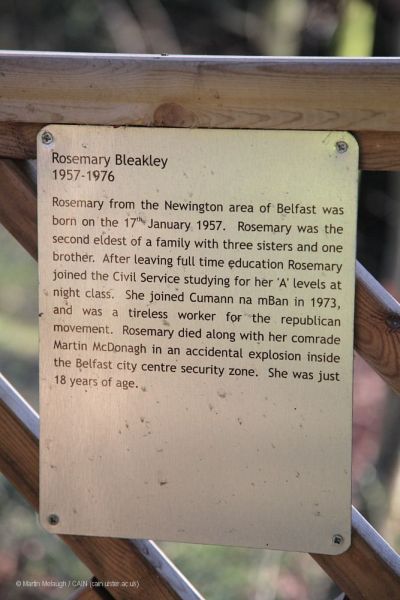 Rosemary Bleakley
1957-1976
Rosemary from the Newington area of Belfast was
born on the 17th January 1957. Rosemary was the
second eldest of a family with three sisters and one
brother. After leaving full time education Rosemary
joined the Civil Service studying for her 'A' levels at
night class. She joined Cumann na mBan in 1973,
and was a tireless worker for the republican
movement. Rosemary died along with her comrade
Martin McDonagh in an accidental explosion inside
the Belfast city centre security zone. She was just
18 years of age.
© Martin Melaugh / CAIN (cain.ulster.ac.uk)